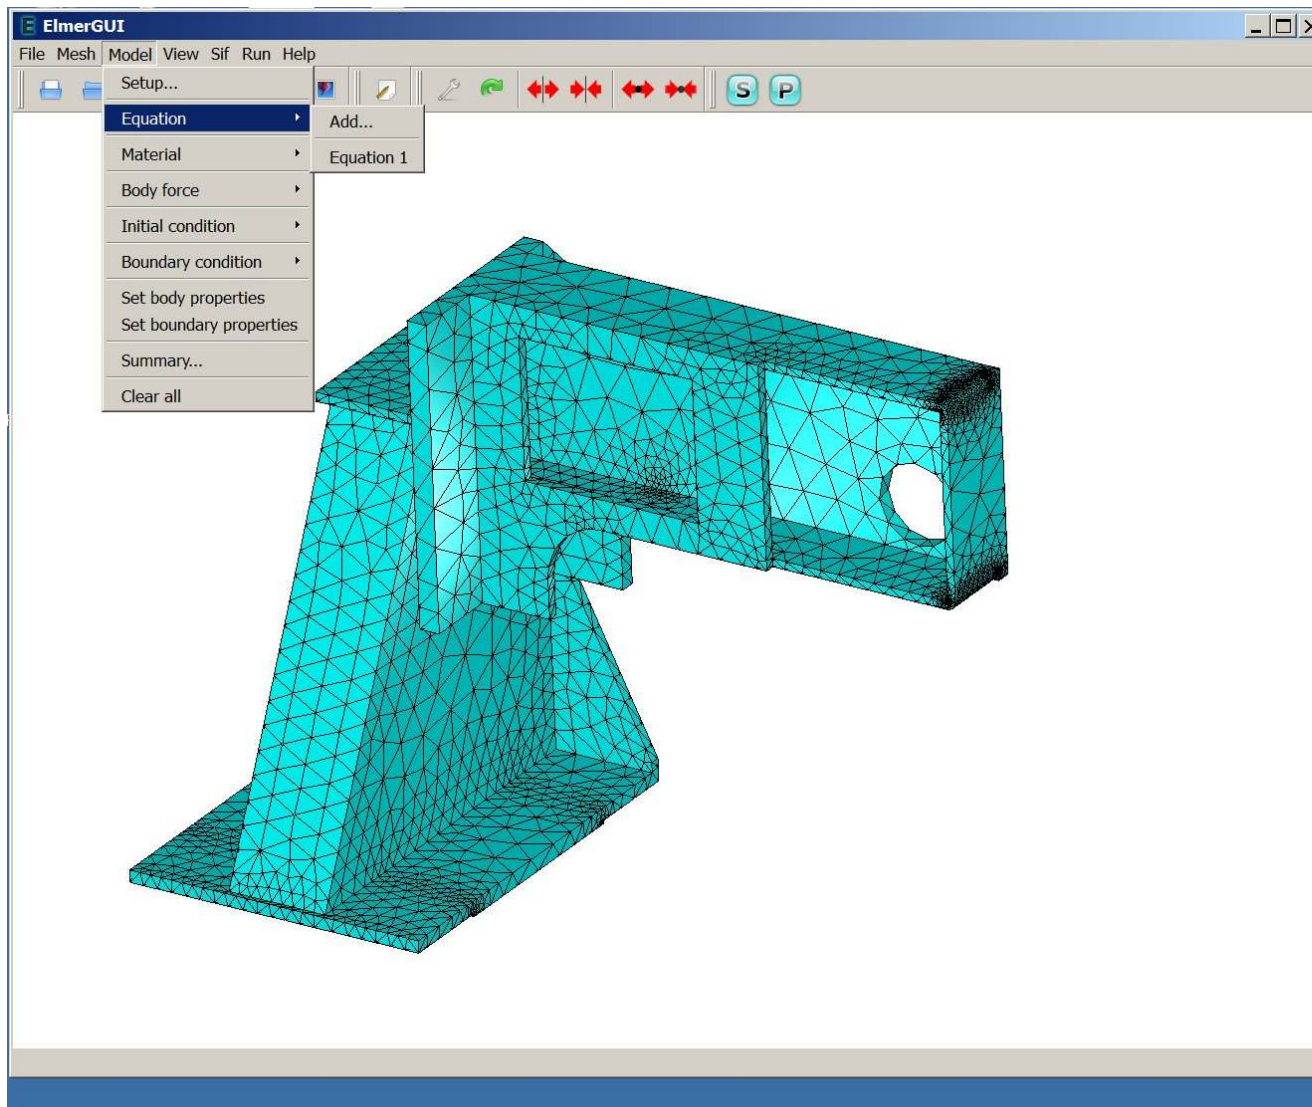 ElmerGUI
File Mesh Model View Sif Run Help
Setup...
S P
Equation
Add...
Material
Equation 1
Body force
Initial condition
Boundary condition
Set body properties
Set boundary properties
Summary...
Clear all